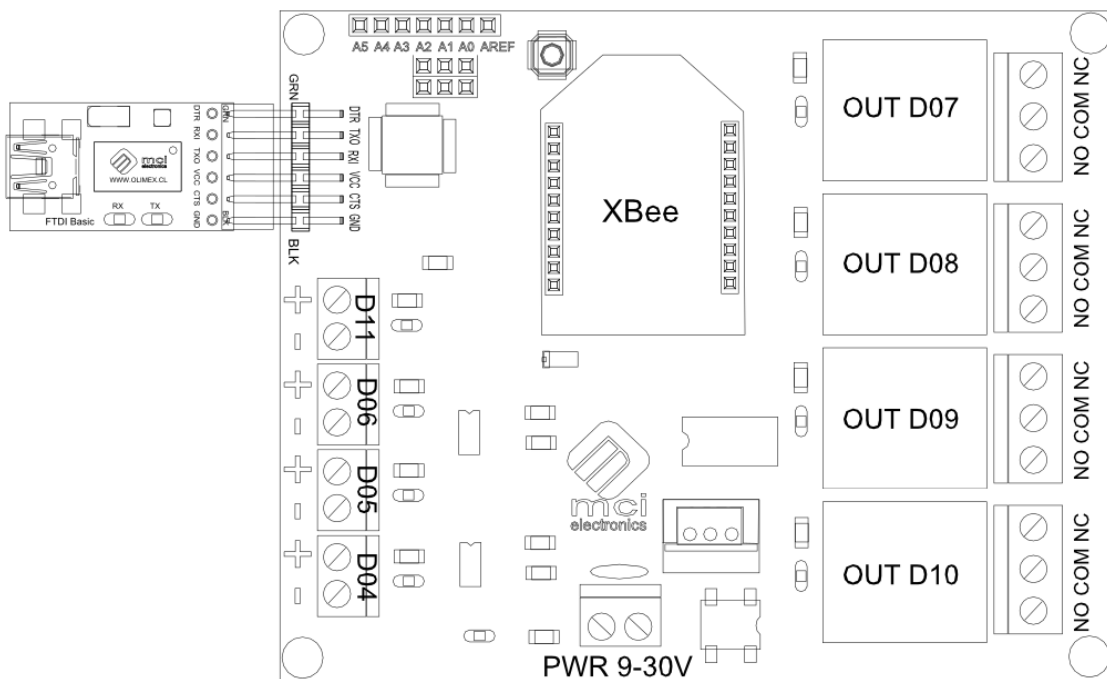 A5 A4 A3 A2 A1 A0 AREF
GRN
DTR
TXO
RXI
VCC
CTS
GND
BLK
DTR
RXI
TXO
VCC
CTS
GND
GRN
BLK
mci
WWW.OLIMEX.CL
RX TX
FTDI Basic
XBee
OUT D07
NO COM NC
OUT D08
NO COM NC
OUT D09
NO COM NC
OUT D10
NO COM NC
+ D11
-
+ D06
-
+ D05
-
+ D04
-
mci
electronics
PWR 9-30V